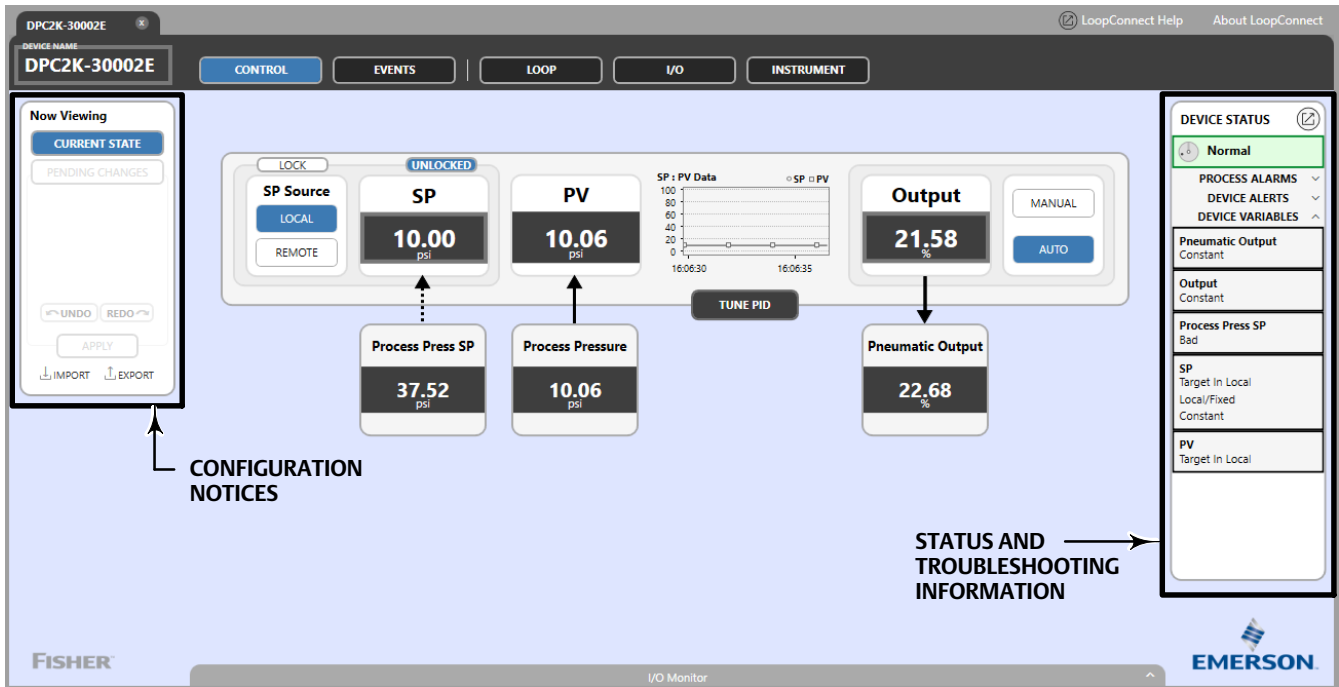 DPC2K-30002E x
LoopConnect Help About LoopConnect
DEVICE NAME
DPC2K-30002E
CONTROL EVENTS LOOP I/O INSTRUMENT
Now Viewing
CURRENT STATE
PENDING CHANGES
UNDO REDO
APPLY
IMPORT EXPORT
CONFIGURATION
NOTICES
LOCK UNLOCKED
SP Source
LOCAL
REMOTE
SP
10.00
psi
PV
10.06
psi
SP : PV Data SP PV
100
80
60
40
20
0
16:06:30 16:06:35
Output
21.58
%
MANUAL
AUTO
TUNE PID
Process Press SP
37.52
psi
Process Pressure
10.06
psi
Pneumatic Output
22.68
%
DEVICE STATUS
Normal
PROCESS ALARMS
DEVICE ALERTS
DEVICE VARIABLES
Pneumatic Output
Constant
Output
Constant
Process Press SP
Bad
SP
Target In Local
Local/Fixed
Constant
PV
Target In Local
STATUS AND
TROUBLESHOOTING
INFORMATION
FISHER™
I/O Monitor
EMERSON.